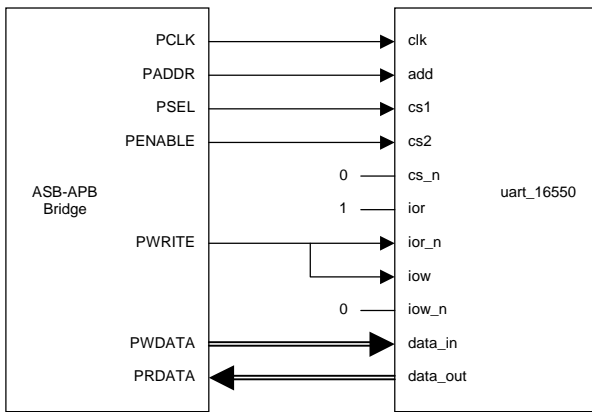 PCLK clk
PADDR add
PSEL cs1
PENABLE cs2
0 cs_n
ASB-APB
Bridge
uart_16550
1 ior
PWRITE ior_n
iow
0 iow_n
PWDATA data_in
PRDATA data_out